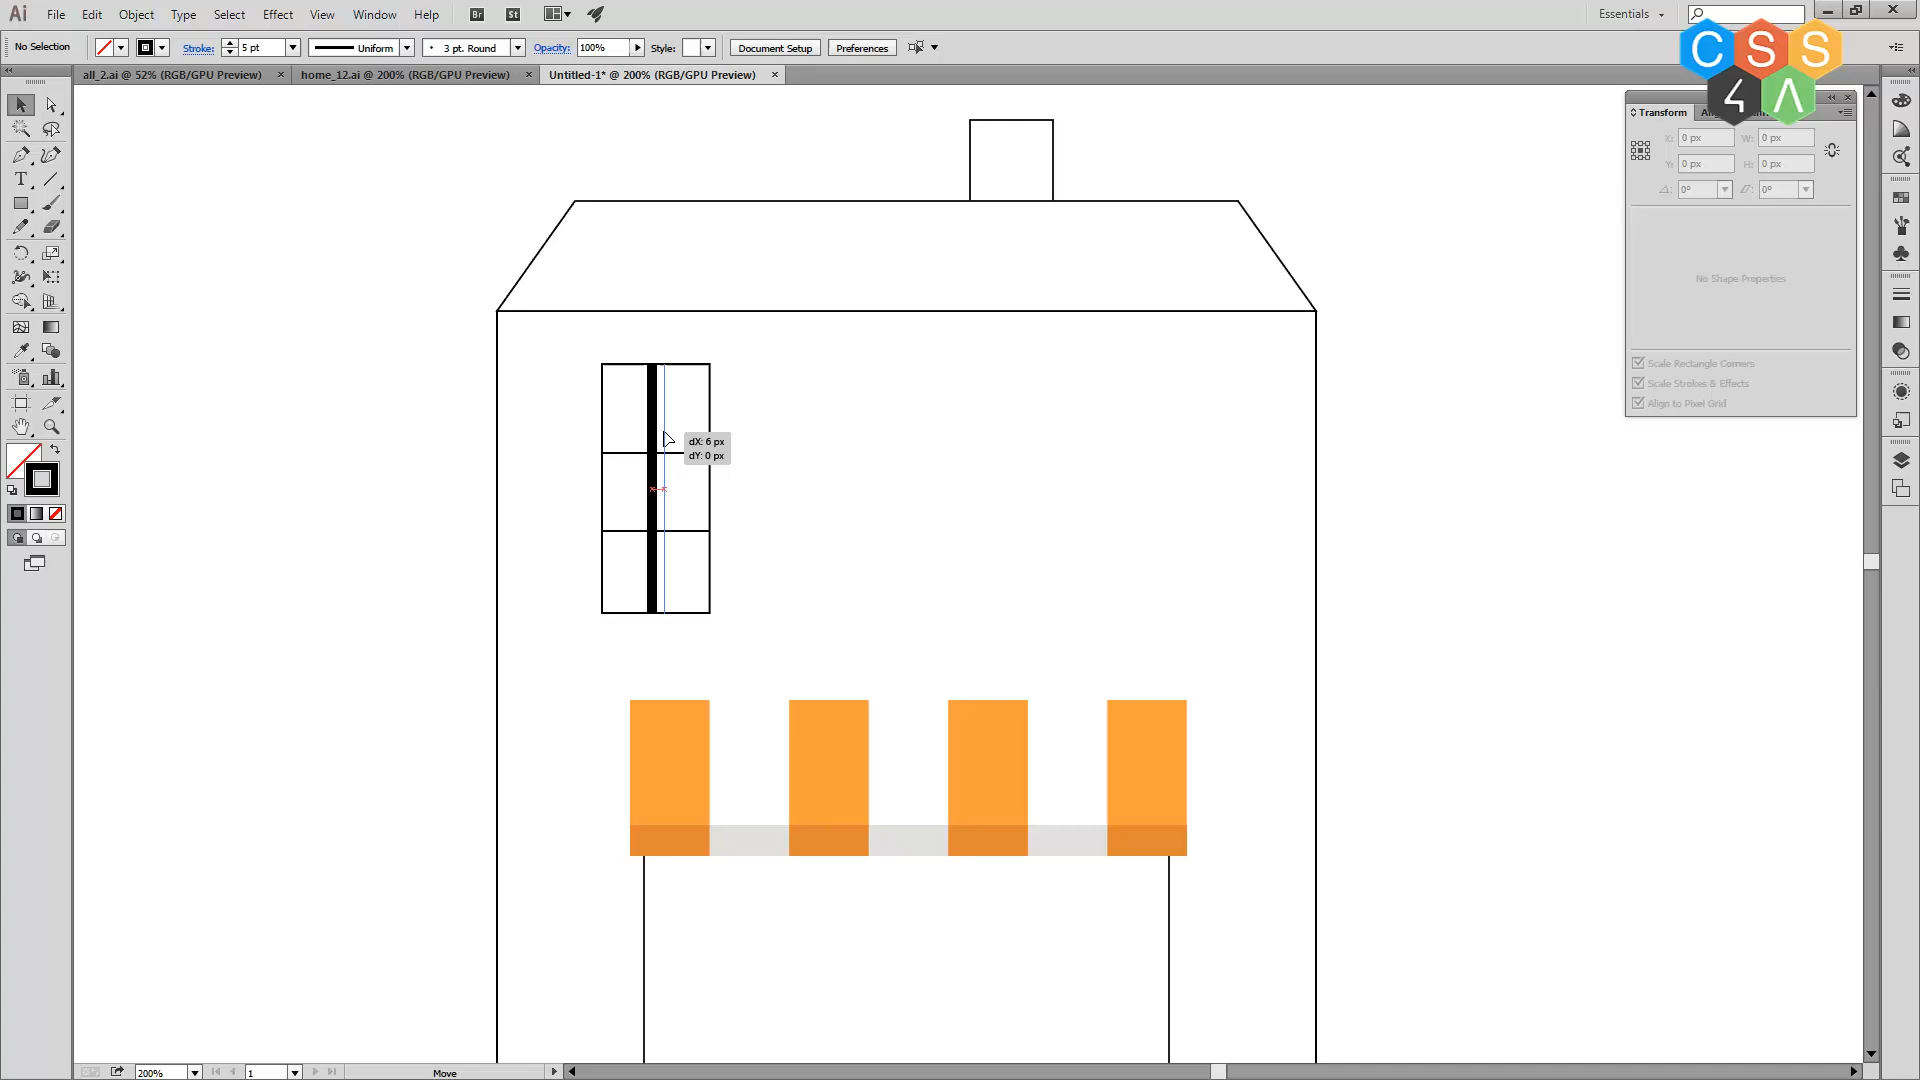 Ai File Edit Object Type Select Effect View Window Help Br St Essentials
No Selection Stroke: 5 pt Uniform 3 pt. Round Opacity: 100% Style: Document Setup Preferences
CSS
4Λ
all_2.ai @ 52% (RGB/GPU Preview) × home_12.ai @ 200% (RGB/GPU Preview) × Untitled-1* @ 200% (RGB/GPU Preview) ×
Transform
X: 0 px W: 0 px
Y: 0 px H: 0 px
0° 0°
No Shape Properties
Scale Rectangle Corners
Scale Strokes & Effects
Align to Pixel Grid
dX: 6 px
dY: 0 px
200% 1 Move